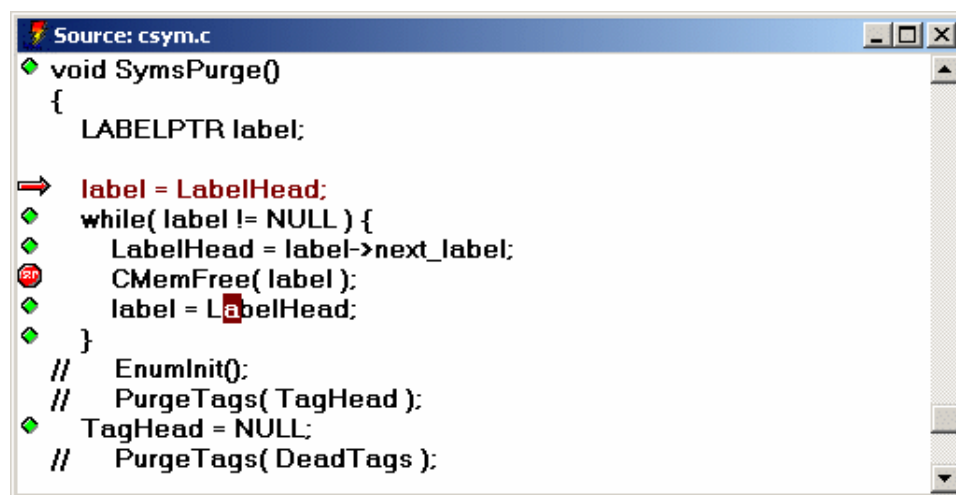 Source: csym.c
void SymsPurge()
{
LABELPTR label;
label = LabelHead;
while( label != NULL ) {
LabelHead = label->next_label;
CMemFree( label );
label = LabelHead;
}
// EnumInit();
// PurgeTags( TagHead );
TagHead = NULL;
// PurgeTags( DeadTags );